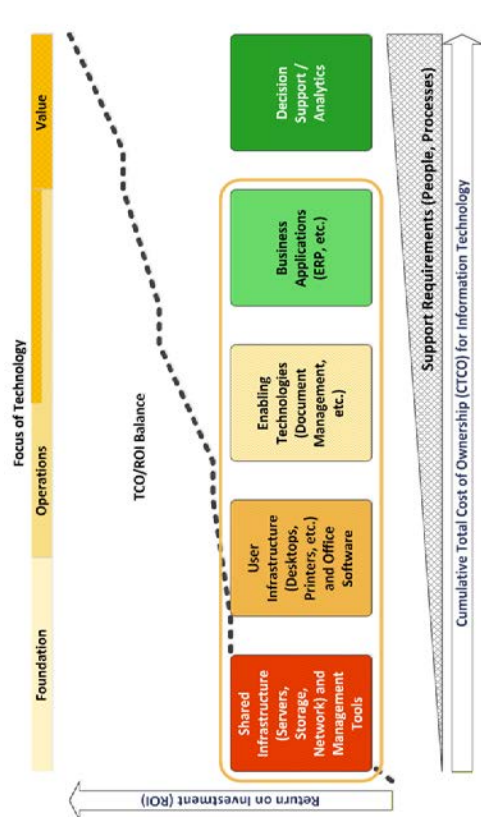 Focus of Technology
Foundation
Operations
Value
TCO/ROI Balance
Return on Investment (ROI)
Shared
Infrastructure
(Servers,
Storage,
Network) and
Management
Tools
User
Infrastructure
(Desktops,
Printers, etc.)
and Office
Software
Enabling
Technologies
(Document
Management,
etc.)
Business
Applications
(ERP, etc.)
Decision
Support /
Analytics
Support Requirements (People, Processes)
Cumulative Total Cost of Ownership (CTCO) for Information Technology